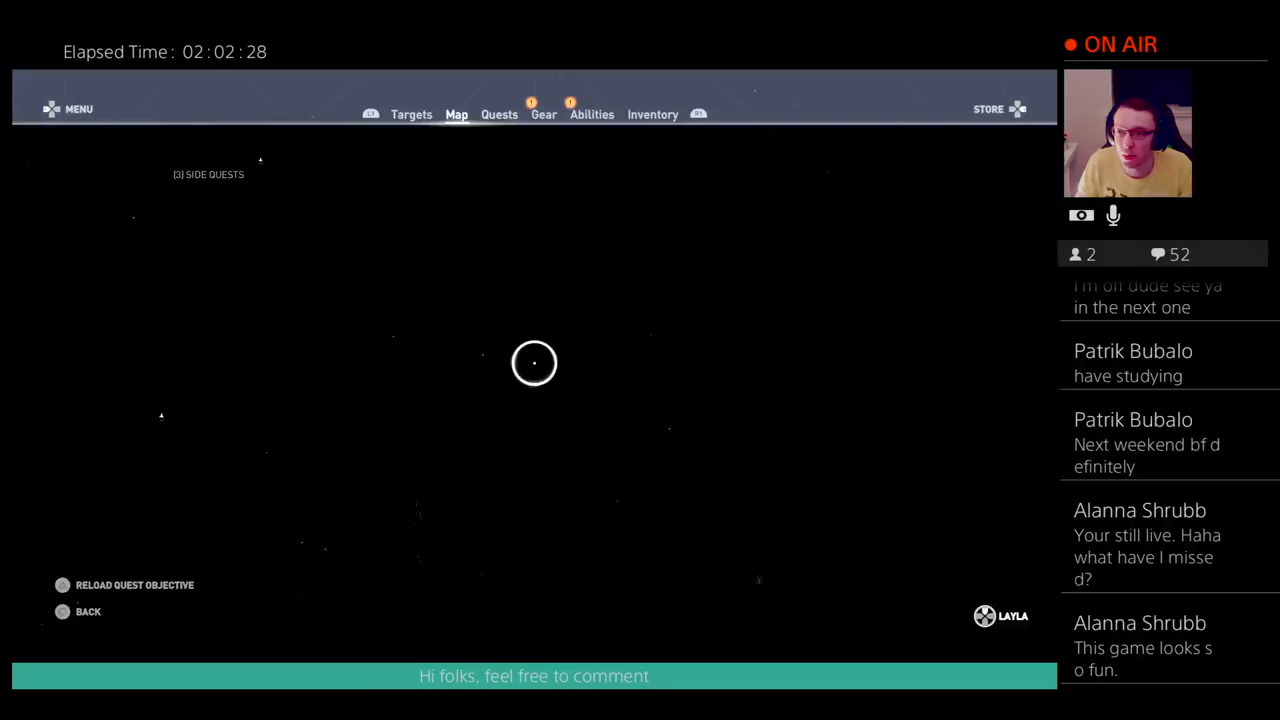 Elapsed Time: 02:02:28
ON AIR
MENU
L1 Targets Map Quests Gear Abilities Inventory R1
STORE
(3) SIDE QUESTS
2 52
I'm off dude see ya
in the next one
Patrik Bubalo
have studying
Patrik Bubalo
Next weekend bf d
efinitely
Alanna Shrubb
Your still live. Haha
what have I misse
d?
Alanna Shrubb
This game looks s
o fun.
RELOAD QUEST OBJECTIVE
BACK
LAYLA
Hi folks, feel free to comment